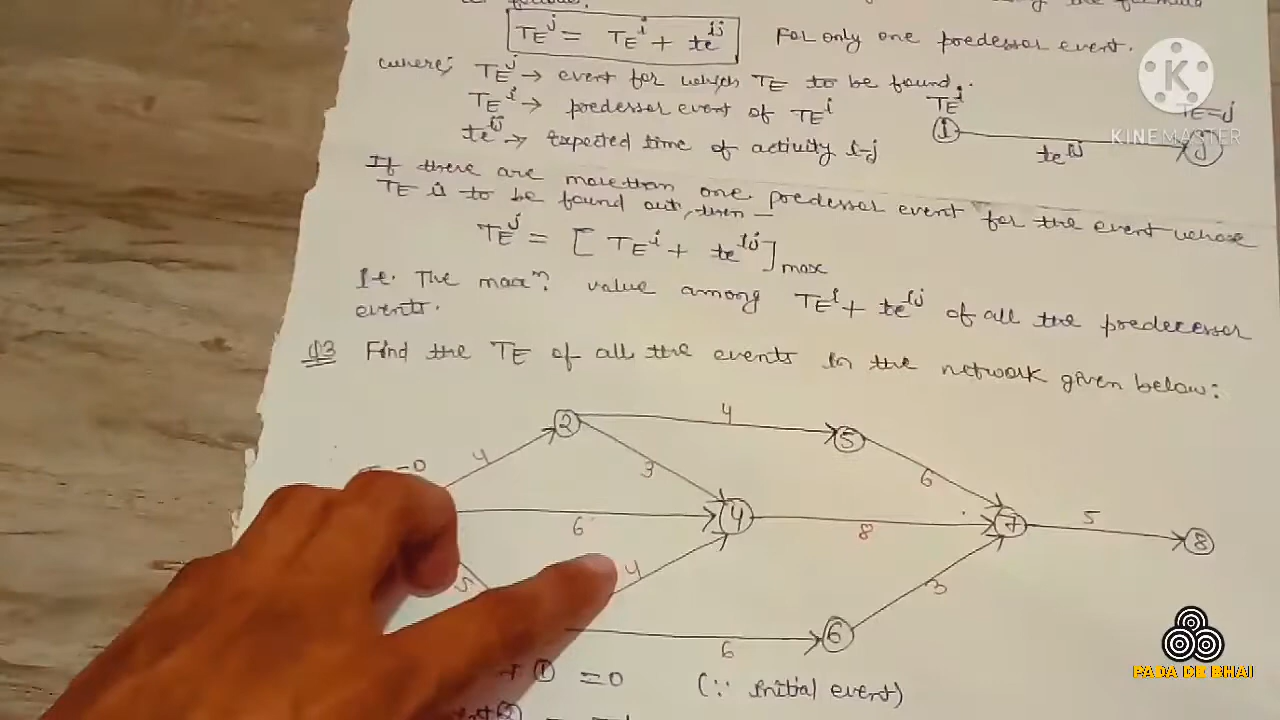 TE^j = TE^i + te^ij For only one predessor event.
where; TE^j → event for which TE to be found.
TE^i → predessor event of TE^i
te^ij → Expected time of activity i-j
TE^i
1
te^ij
TE=j
j
K
KINEMASTER
If there are more than one predessor event for the event whose
TE is to be found out, then —
TE^j = [TE^i + te^ij]max
I.e. The maxm. value among TE^i + te^ij of all the predecessor
events.
Q3 Find the TE of all the events in the network given below:
2 4 5
=0 4 3 6
6 4 8 7 5 8
5 4 3
6 6
1 =0 (∵ Initial event)
PADA DE BHAI